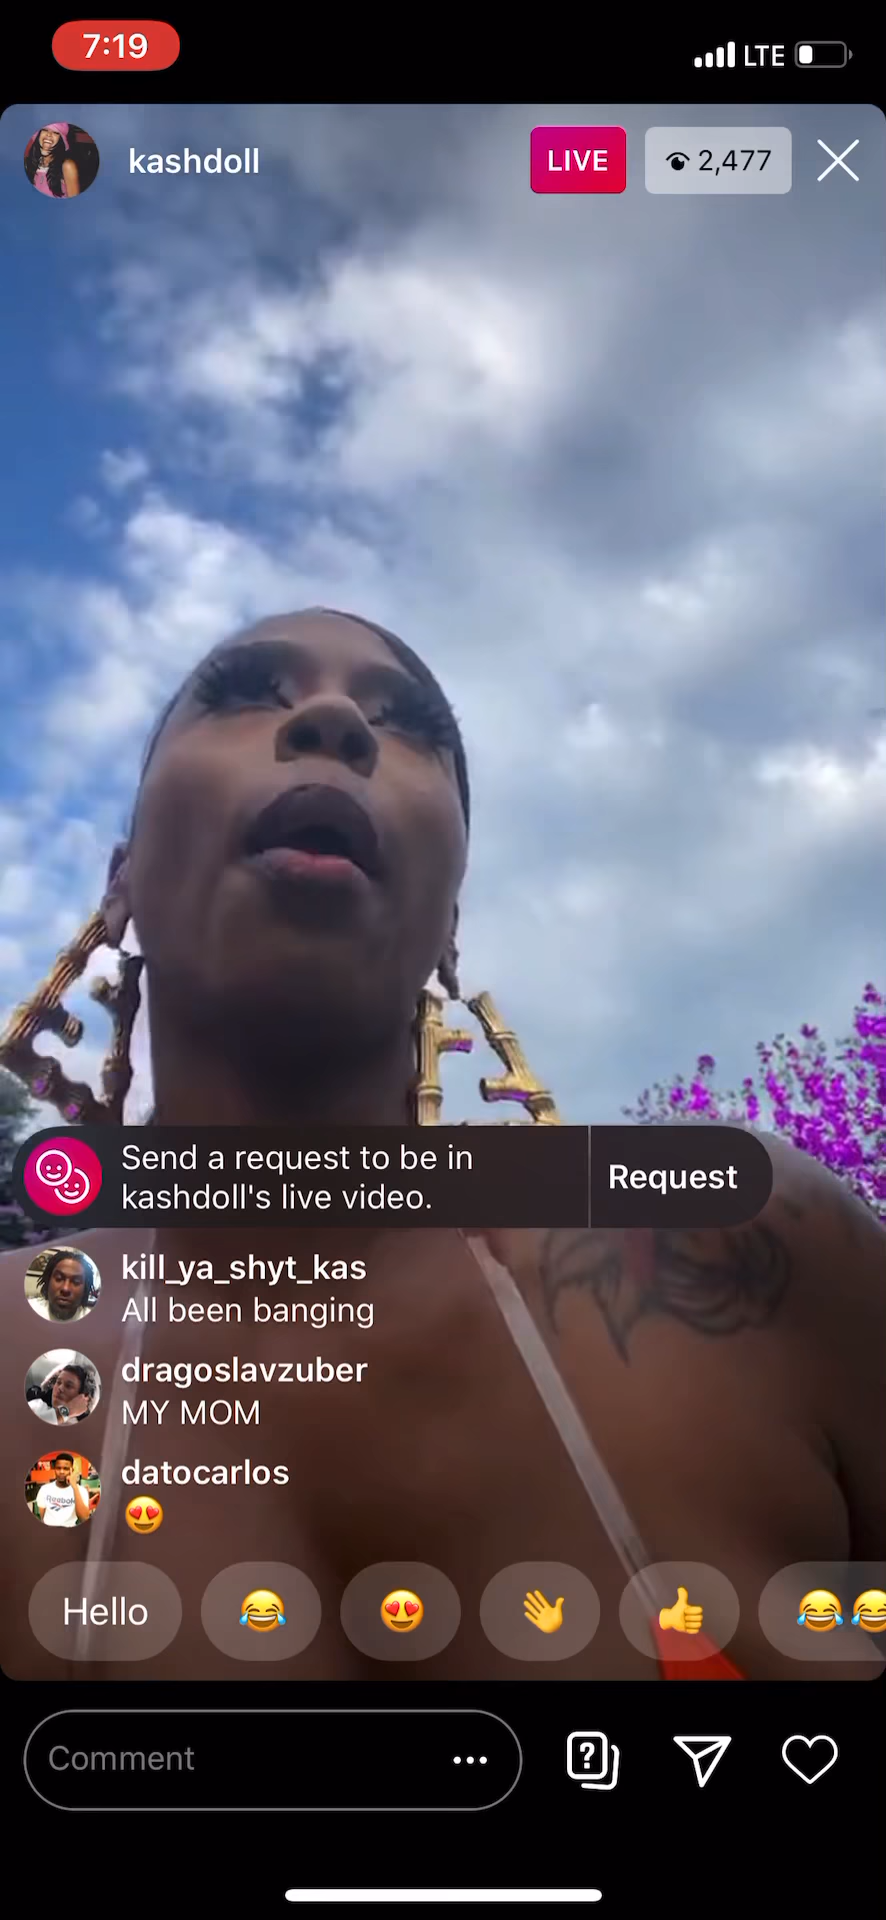 7:19
LTE
kashdoll
LIVE
2,477
Send a request to be in
kashdoll's live video.
Request
kill_ya_shyt_kas
All been banging
dragoslavzuber
MY MOM
datocarlos
😍
Reebok
Hello
😂
😍
👋
👍
😂😂
?
Comment